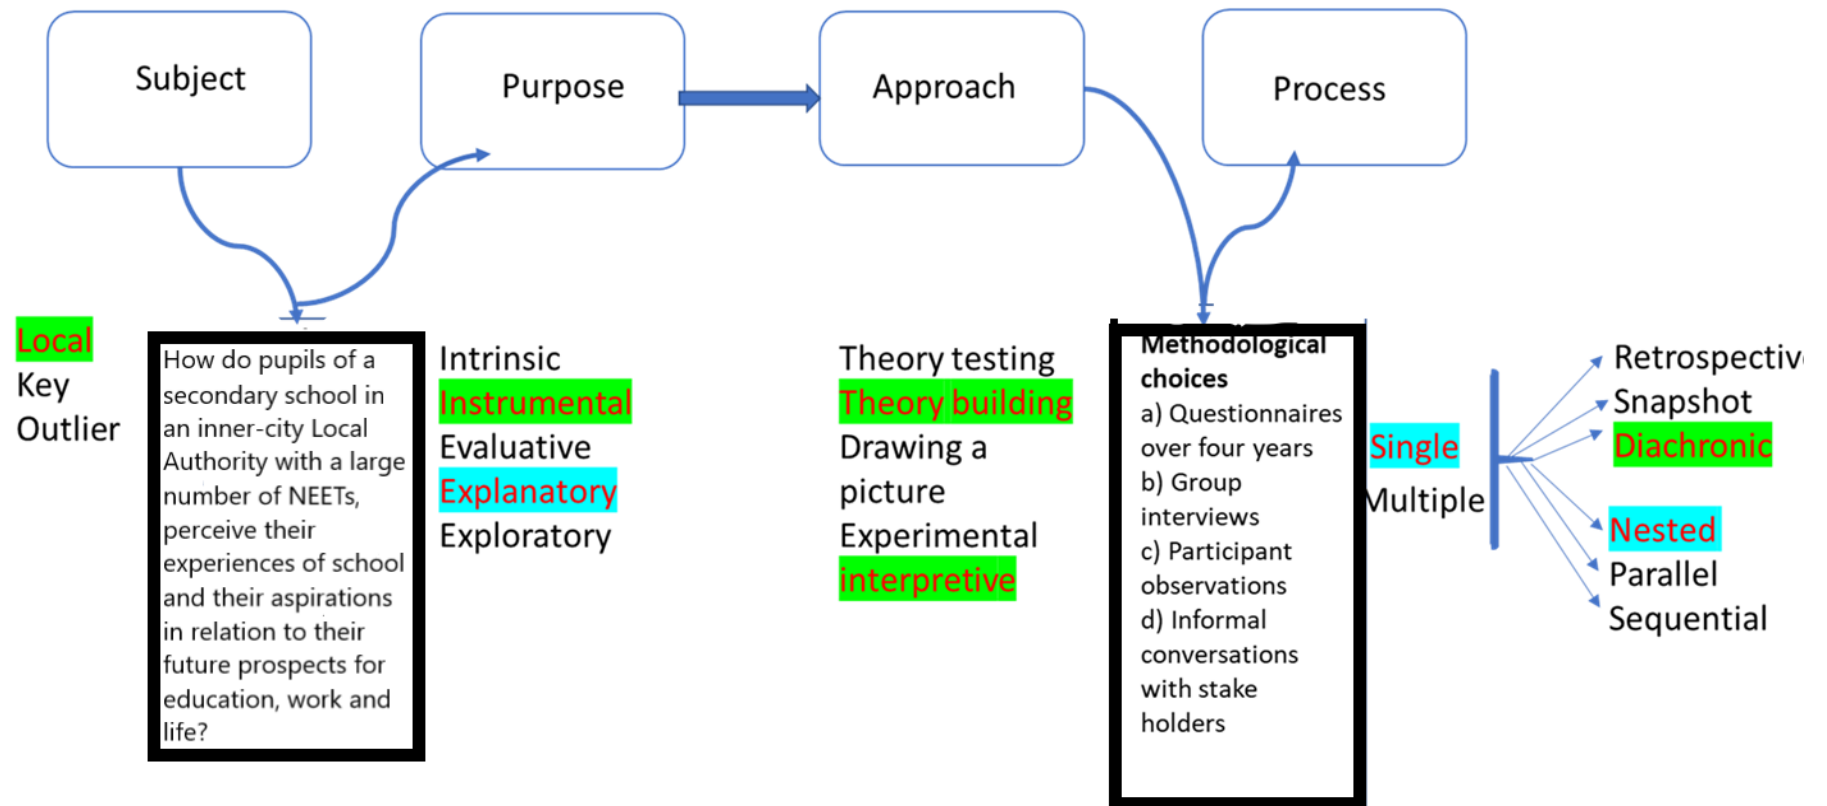 Subject
Purpose
Approach
Process
Local
Key
Outlier
How do pupils of a
secondary school in
an inner-city Local
Authority with a large
number of NEETs,
perceive their
experiences of school
and their aspirations
in relation to their
future prospects for
education, work and
life?
Intrinsic
Instrumental
Evaluative
Explanatory
Exploratory
Theory testing
Theory building
Drawing a
picture
Experimental
interpretive
Methodological
choices
a) Questionnaires
over four years
b) Group
interviews
c) Participant
observations
d) Informal
conversations
with stake
holders
Single
Multiple
Retrospectiv
Snapshot
Diachronic
Nested
Parallel
Sequential